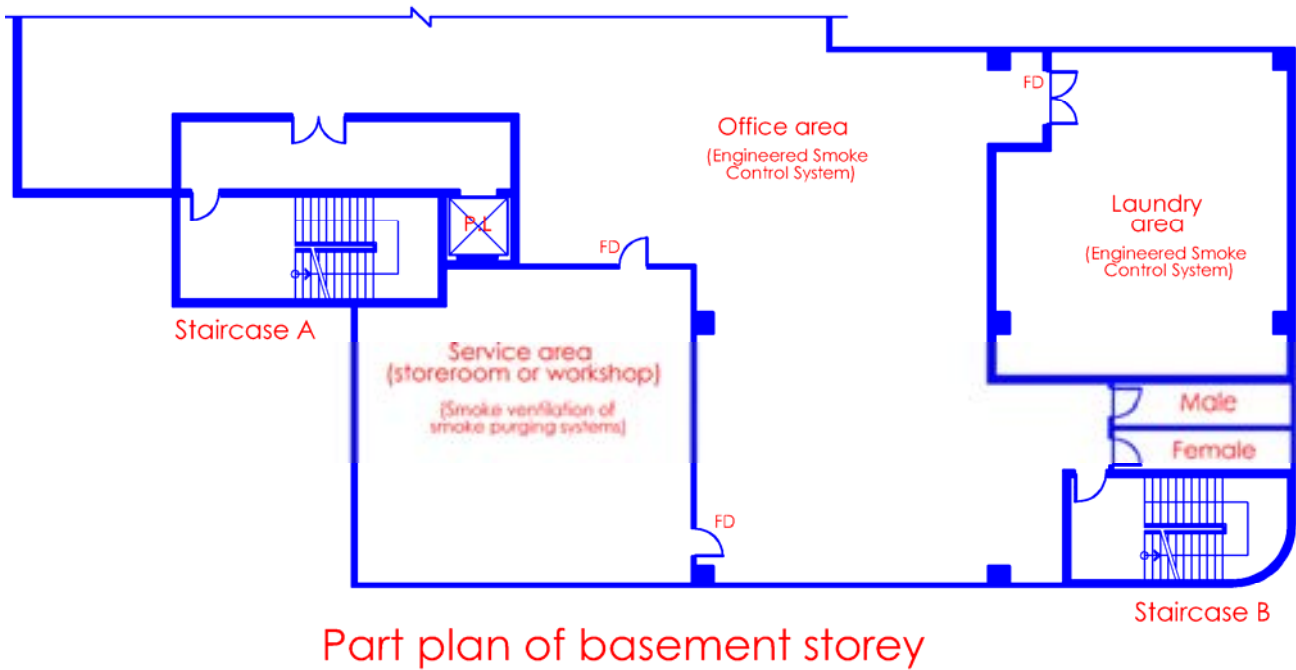 FD
Office area
(Engineered Smoke
Control System)
Laundry
area
(Engineered Smoke
Control System)
P.L
FD
Staircase A
Service area
(storeroom or workshop)
(Smoke ventilation of
smoke purging systems)
Male
Female
FD
Staircase B
Part plan of basement storey